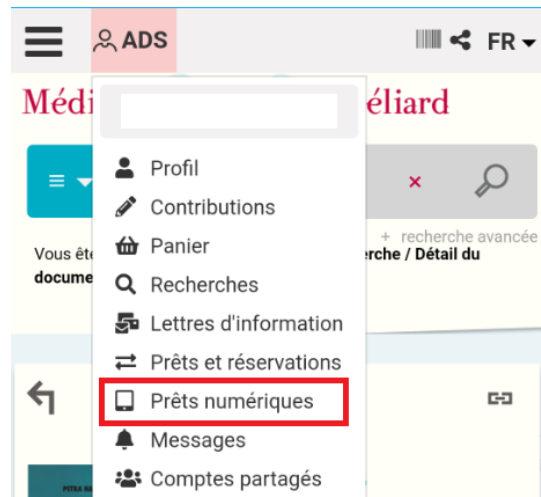 ADS
FR
Médi
éliard
Profil
Contributions
Panier
+ recherche avancée
Vous ête
rche / Détail du
docume
Recherches
Lettres d'information
Prêts et réservations
Prêts numériques
Messages
Comptes partagés